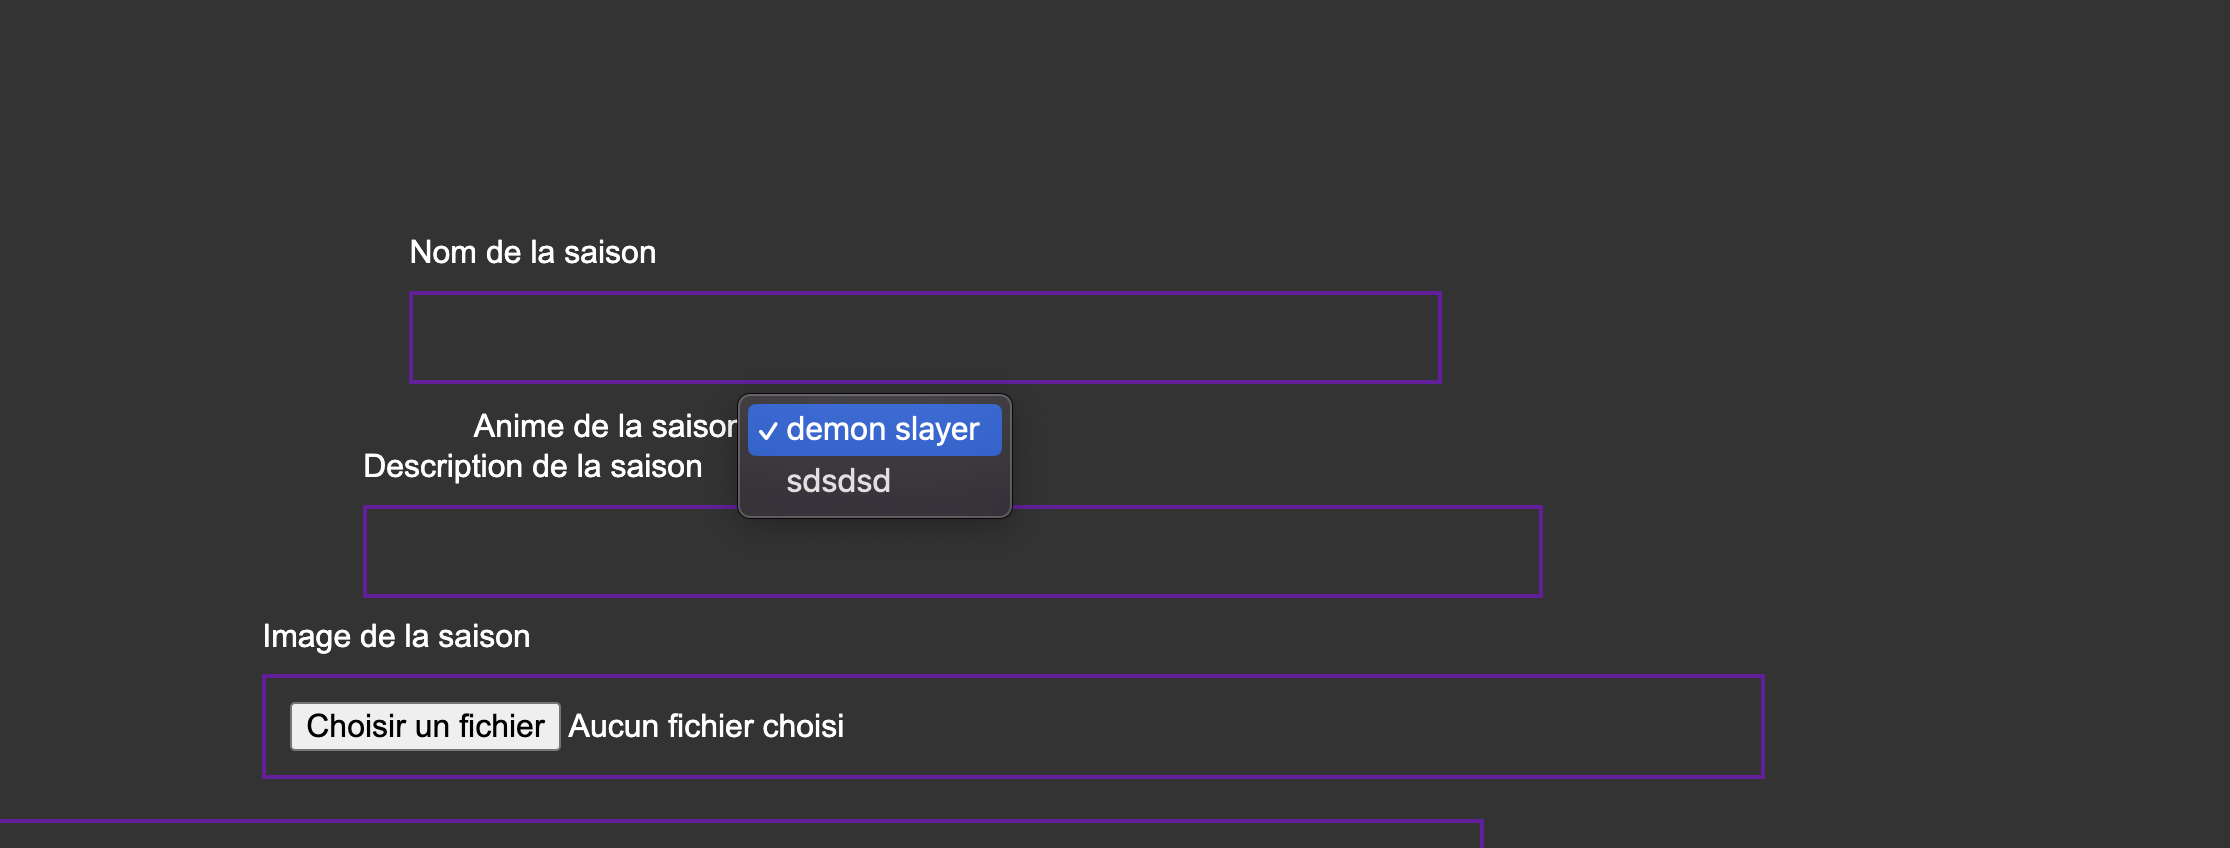 Nom de la saison
Anime de la saison
✓ demon slayer
Description de la saison
sdsdsd
Image de la saison
Choisir un fichier Aucun fichier choisi